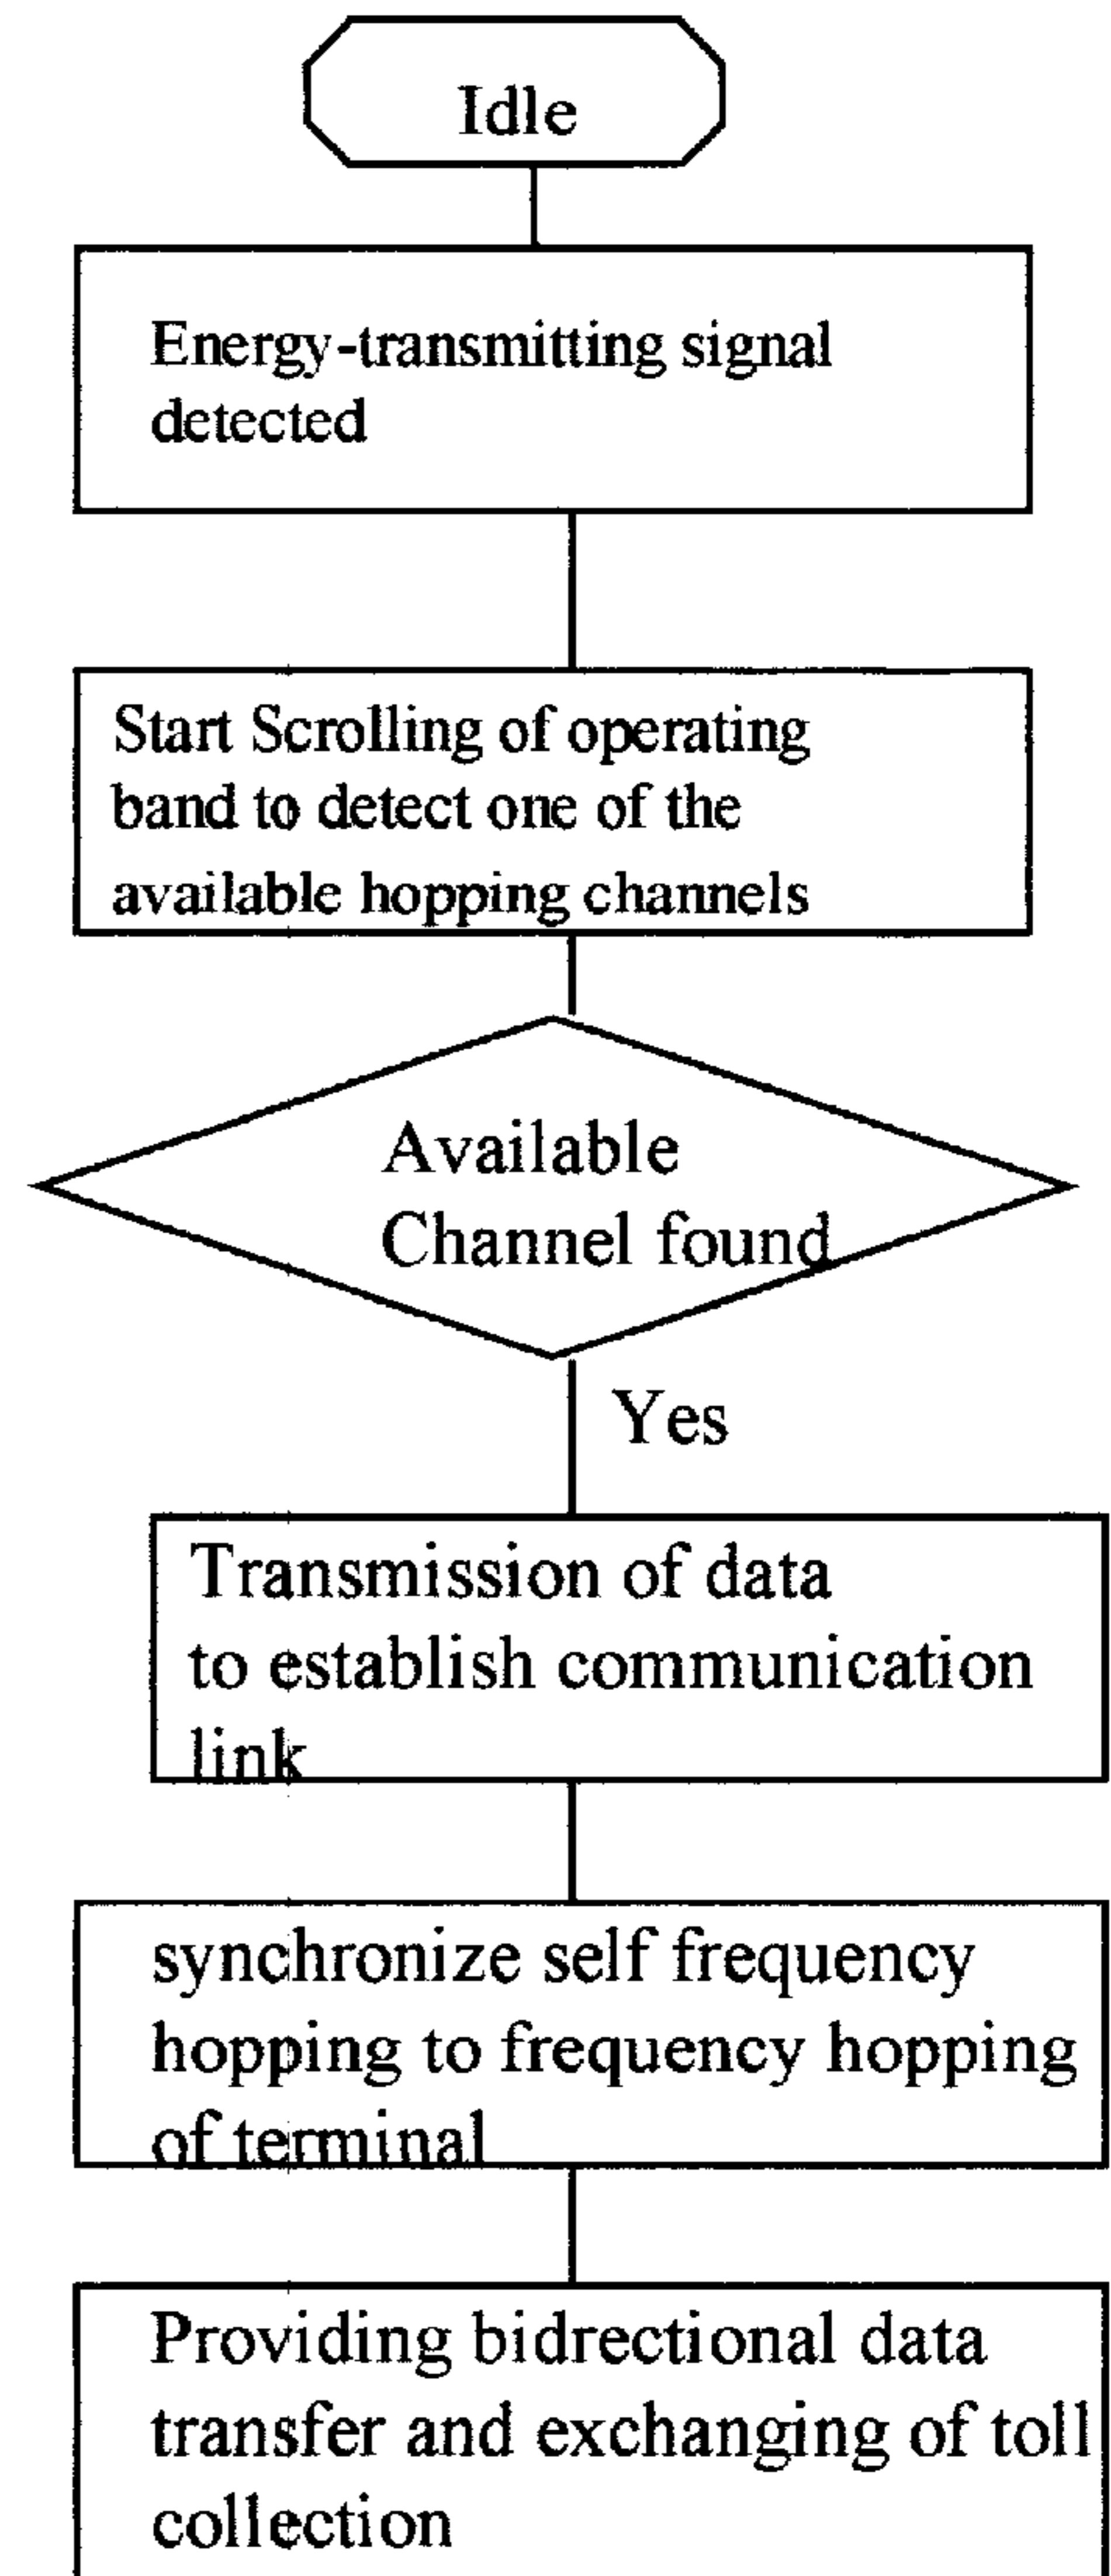 Idle
Energy-transmitting signal
detected
Start Scrolling of operating
band to detect one of the
available hopping channels
Available
Channel found
Yes
Transmission of data
to establish communication
link
synchronize self frequency
hopping to frequency hopping
of terminal
Providing bidrectional data
transfer and exchanging of toll
collection